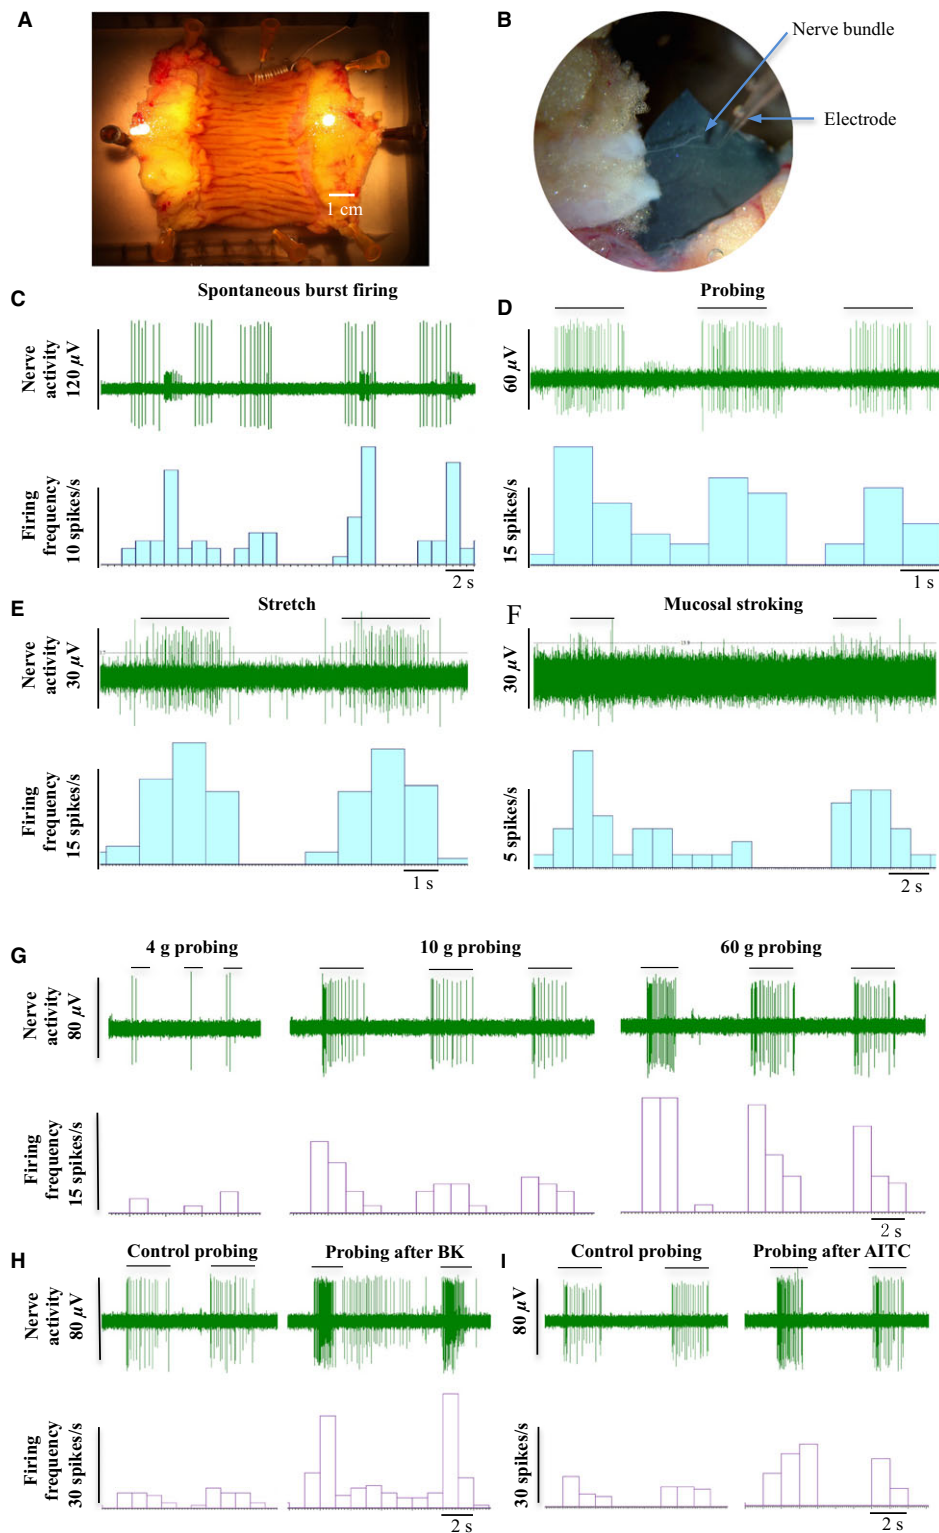 A
1 cm
B
Nerve bundle
Electrode
C
Spontaneous burst firing
Nerve
activity
120 µV
Firing
frequency
10 spikes/s
2 s
D
Probing
60 µV
15 spikes/s
1 s
E
Stretch
Nerve
activity
30 µV
Firing
frequency
15 spikes/s
1 s
F
Mucosal stroking
30 µV
5 spikes/s
2 s
G
4 g probing
10 g probing
60 g probing
Nerve
activity
80 µV
Firing
frequency
15 spikes/s
2 s
H
Control probing
Probing after BK
Nerve
activity
80 µV
Firing
frequency
30 spikes/s
2 s
I
Control probing
Probing after AITC
80 µV
30 spikes/s
2 s